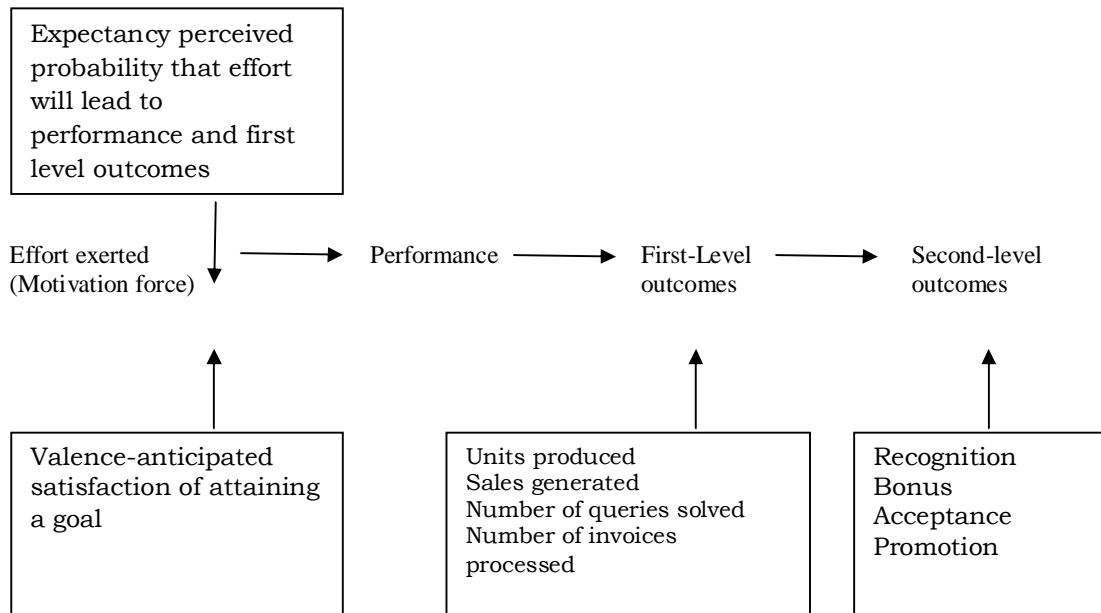 Expectancy perceived
probability that effort
will lead to
performance and first
level outcomes
Effort exerted
(Motivation force)
Performance
First-Level
outcomes
Second-level
outcomes
Valence-anticipated
satisfaction of attaining
a goal
Units produced
Sales generated
Number of queries solved
Number of invoices
processed
Recognition
Bonus
Acceptance
Promotion